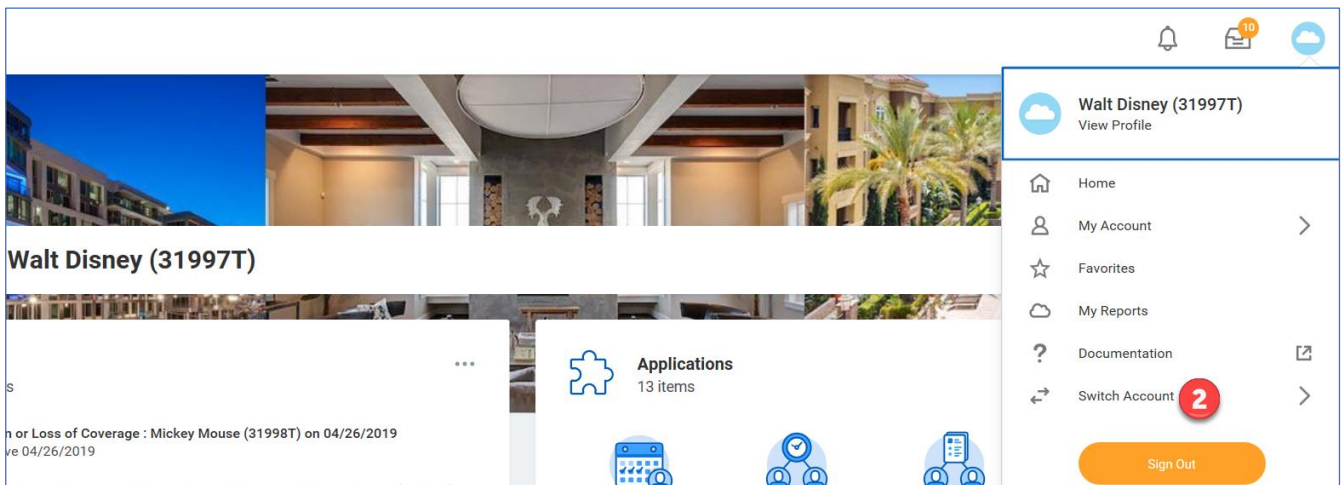 10
Walt Disney (31997T)
View Profile
Home
My Account
Favorites
My Reports
Documentation
Switch Account 2
Sign Out
Walt Disney (31997T)
s
n or Loss of Coverage : Mickey Mouse (31998T) on 04/26/2019
ve 04/26/2019
Applications
13 items